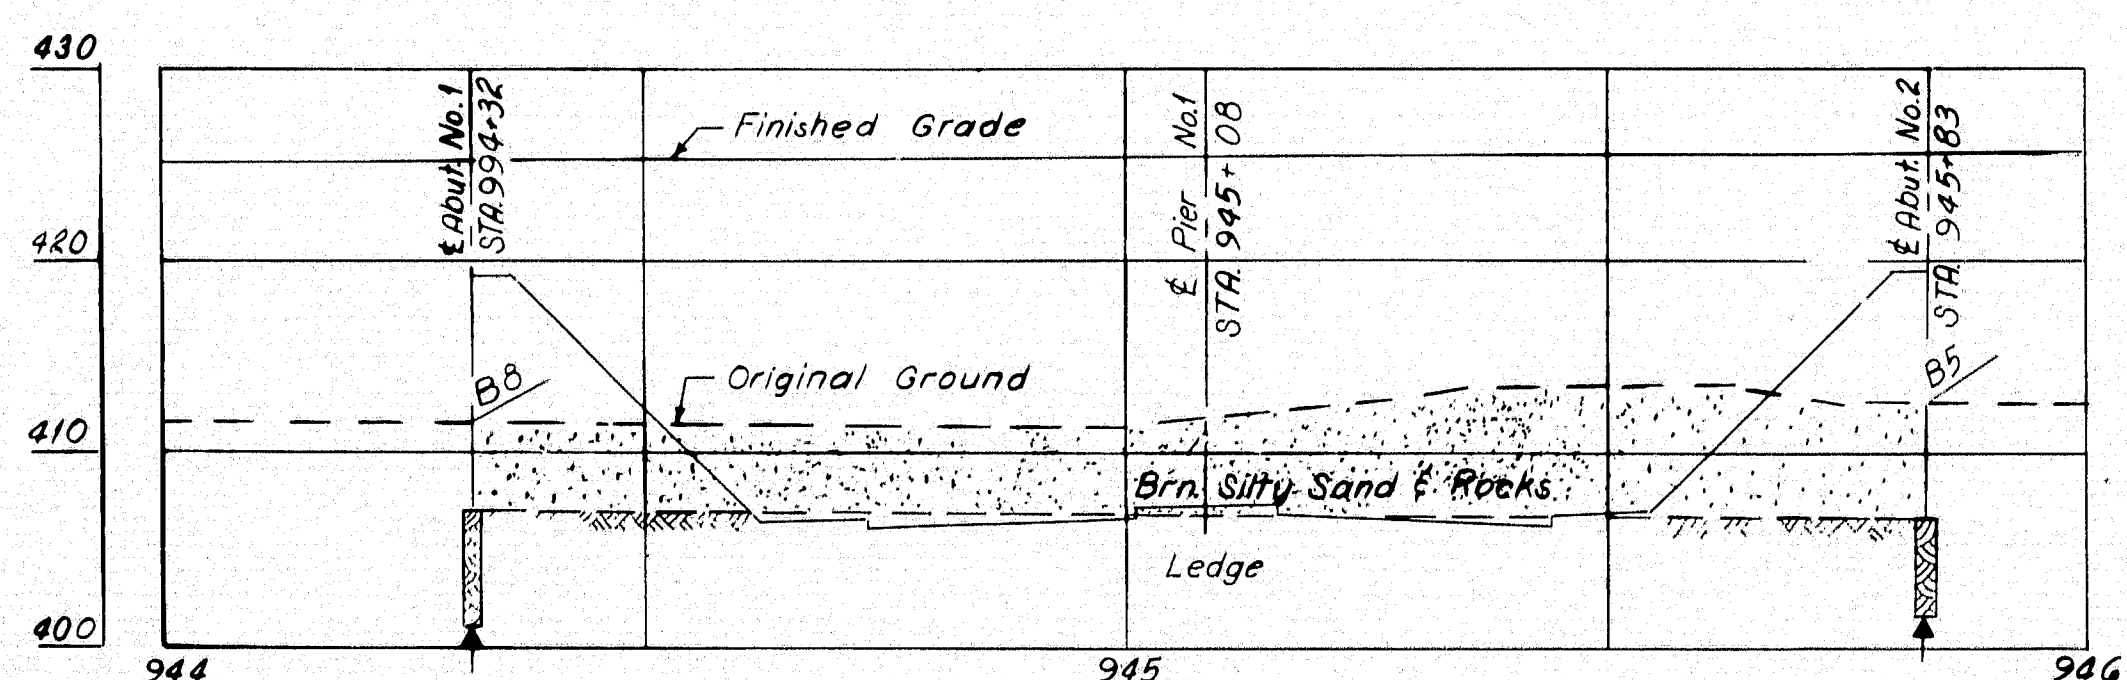 430
℄ Abut. No.1
STA. 994+32
Finished Grade
℄ Pier No.1
STA. 945+08
℄ Abut. No.2
STA. 945+83
420
B8
Original Ground
B5
410
Brn. Silty Sand & Rocks
Ledge
400
944
945
946